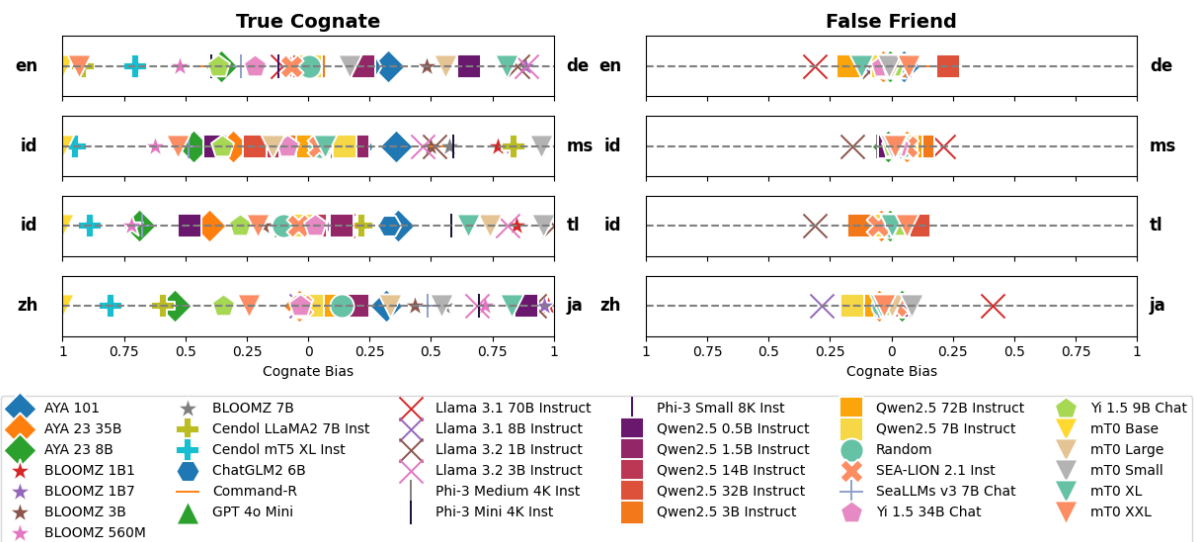 True Cognate
False Friend
en de en de
id ms id ms
id tl id tl
zh ja zh ja
1 0.75 0.5 0.25 0 0.25 0.5 0.75 1
1 0.75 0.5 0.25 0 0.25 0.5 0.75 1
Cognate Bias
Cognate Bias
AYA 101
AYA 23 35B
AYA 23 8B
BLOOMZ 1B1
BLOOMZ 1B7
BLOOMZ 3B
BLOOMZ 560M
BLOOMZ 7B
Cendol LLaMA2 7B Inst
Cendol mT5 XL Inst
ChatGLM2 6B
Command-R
GPT 4o Mini
Llama 3.1 70B Instruct
Llama 3.1 8B Instruct
Llama 3.2 1B Instruct
Llama 3.2 3B Instruct
Phi-3 Medium 4K Inst
Phi-3 Mini 4K Inst
Phi-3 Small 8K Inst
Qwen2.5 0.5B Instruct
Qwen2.5 1.5B Instruct
Qwen2.5 14B Instruct
Qwen2.5 32B Instruct
Qwen2.5 3B Instruct
Qwen2.5 72B Instruct
Qwen2.5 7B Instruct
Random
SEA-LION 2.1 Inst
SeaLLMs v3 7B Chat
Yi 1.5 34B Chat
Yi 1.5 9B Chat
mT0 Base
mT0 Large
mT0 Small
mT0 XL
mT0 XXL